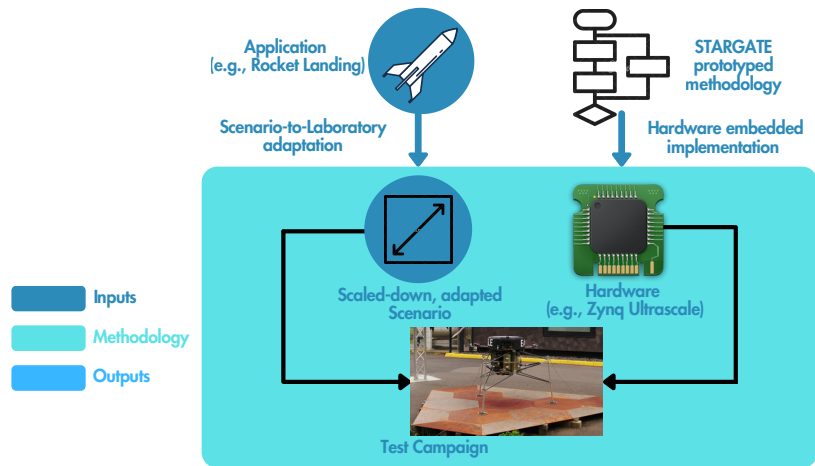 Application
(e.g., Rocket Landing)
STARGATE
prototyped
methodology
Scenario-to-Laboratory
adaptation
Hardware embedded
implementation
Scaled-down, adapted
Scenario
Hardware
(e.g., Zynq Ultrascale)
Inputs
Methodology
Outputs
Test Campaign